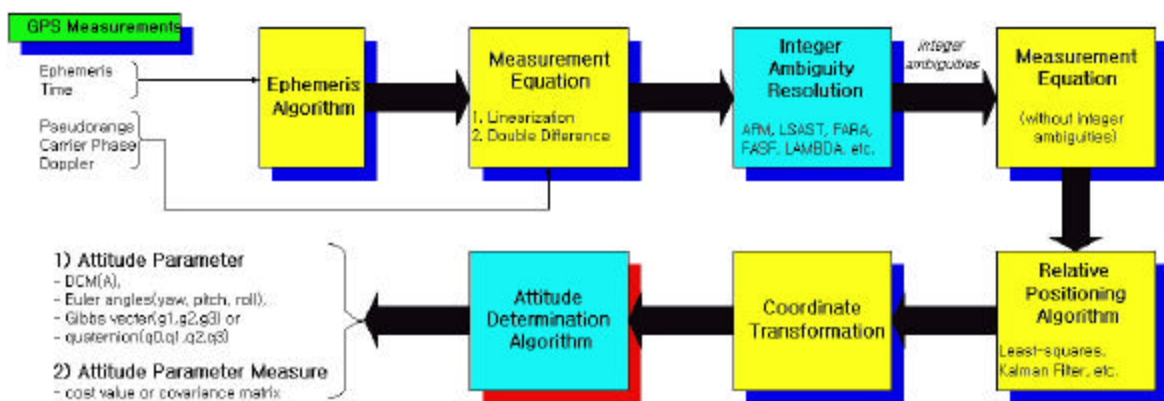 GPS Measurements
Ephemeris
Time
Pseudorange
Carrier Phase
Doppler
Ephemeris
Algorithm
Measurement
Equation
1. Linearization
2. Double Difference
Integer
Ambiguity
Resolution
AFM, LSAST, FARA,
FASF, LAMBDA, etc.
integer
ambiguities
Measurement
Equation
(without integer
ambiguities)
Relative
Positioning
Algorithm
Least-squares,
Kalman Filter, etc.
Coordinate
Transformation
Attitude
Determination
Algorithm
1) Attitude Parameter
- DCM(A),
- Euler angles(yaw, pitch, roll),
- Gibbs vecter(g1,g2,g3) or
- quaternion(q0,q1,q2,q3)
2) Attitude Parameter Measure
- cost value or covariance matrix